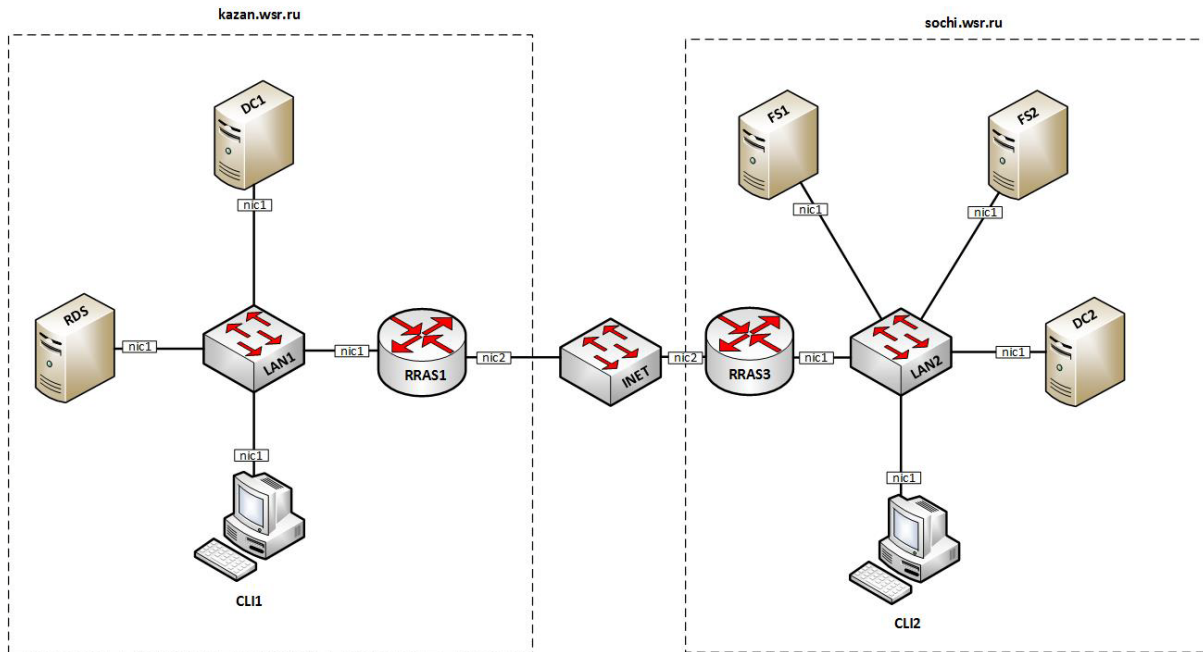 kazan.wsr.ru
sochi.wsr.ru
DC1
nic1
RDS
nic1
LAN1
nic1
RRAS1
nic2
nic1
CLI1
INET
nic2
RRAS3
nic1
FS1
nic1
FS2
nic1
LAN2
nic1
DC2
nic1
CLI2